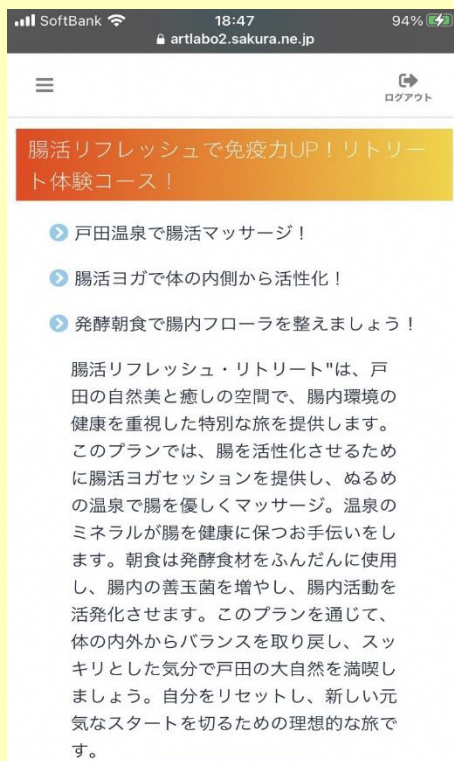 SoftBank 18:47 94%
artlabo2.sakura.ne.jp
ログアウト
腸活リフレッシュで免疫力UP！リトリー
ト体験コース！
戸田温泉で腸活マッサージ！
腸活ヨガで体の内側から活性化！
発酵朝食で腸内フローラを整えましょう！
腸活リフレッシュ・リトリート"は、戸
田の自然美と癒しの空間で、腸内環境の
健康を重視した特別な旅を提供します。
このプランでは、腸を活性化させるため
に腸活ヨガセッションを提供し、ぬるめ
の温泉で腸を優しくマッサージ。温泉の
ミネラルが腸を健康に保つお手伝いをし
ます。朝食は発酵食材をふんだんに使用
し、腸内の善玉菌を増やし、腸内活動を
活発化させます。このプランを通じて、
体の内外からバランスを取り戻し、スッ
キリとした気分で戸田の大自然を満喫し
ましょう。自分をリセットし、新しい元
気なスタートを切るための理想的な旅で
す。